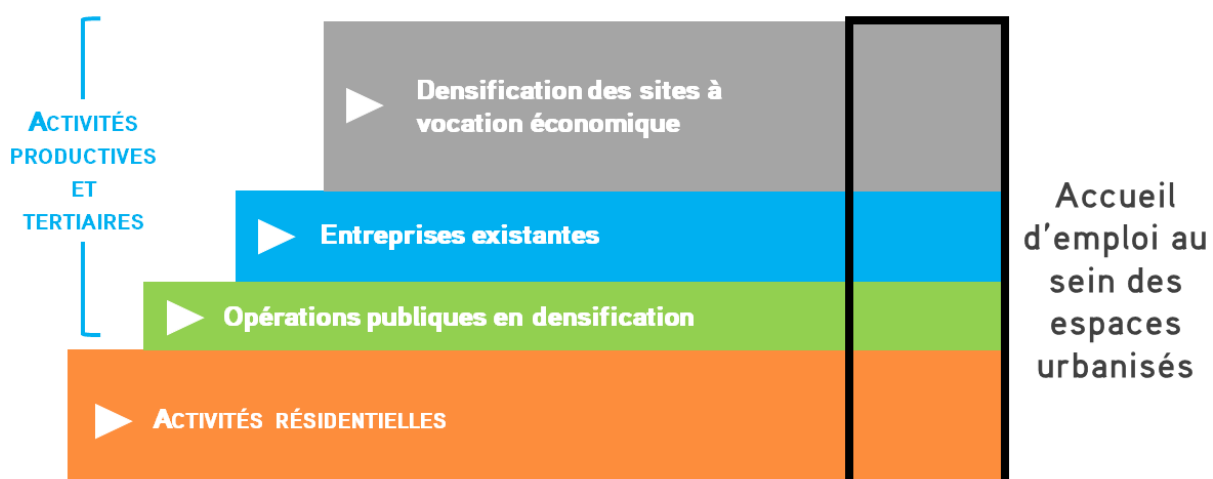 Densification des sites à
vocation économique
ACTIVITÉS
PRODUCTIVES
ET
TERTIAIRES
Entreprises existantes
Opérations publiques en densification
ACTIVITÉS RÉSIDENTIELLES
Accueil
d'emploi au
sein des
espaces
urbanisés